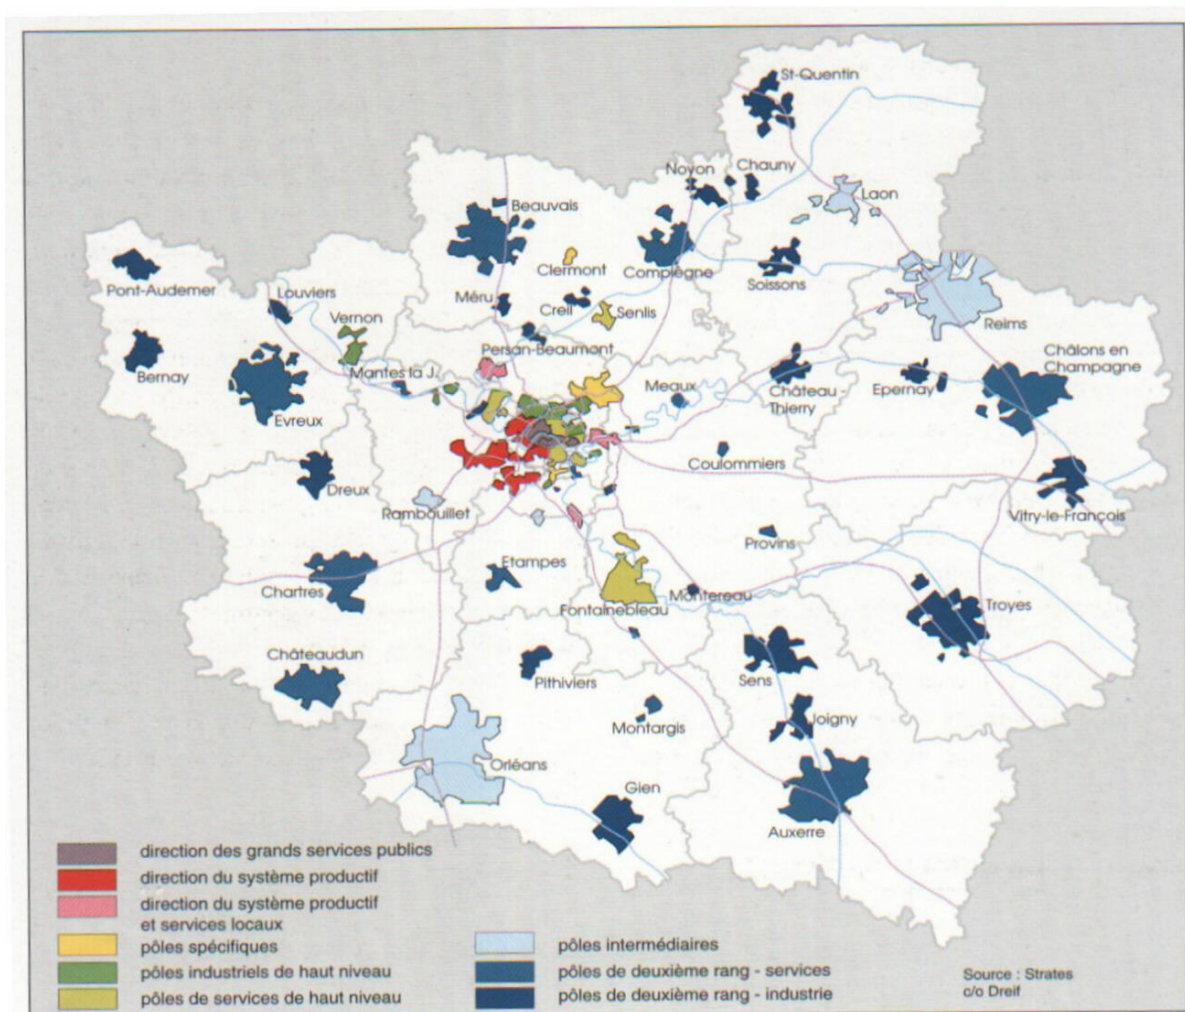 St-Quentin
Noyon
Chauny
Laon
Beauvais
Clermont
Compiègne
Soissons
Pont-Audemer
Louviers
Méru
Creil
Senlis
Reims
Vernon
Persan-Beaumont
Bernay
Mantes la J.
Meaux
Château -
Thierry
Epernay
Châlons en
Champagne
Evreux
Coulommiers
Dreux
Rambouillet
Vitry-le-François
Provins
Etampes
Chartres
Fontainebleau
Montereau
Troyes
Châteaudun
Pithiviers
Sens
Montargis
Joigny
Orléans
Gien
Auxerre
direction des grands services publics
direction du système productif
direction du système productif
et services locaux
pôles spécifiques
pôles industriels de haut niveau
pôles de services de haut niveau
pôles intermédiaires
pôles de deuxième rang - services
pôles de deuxième rang - industrie
Source : Strates
c/o Dreif